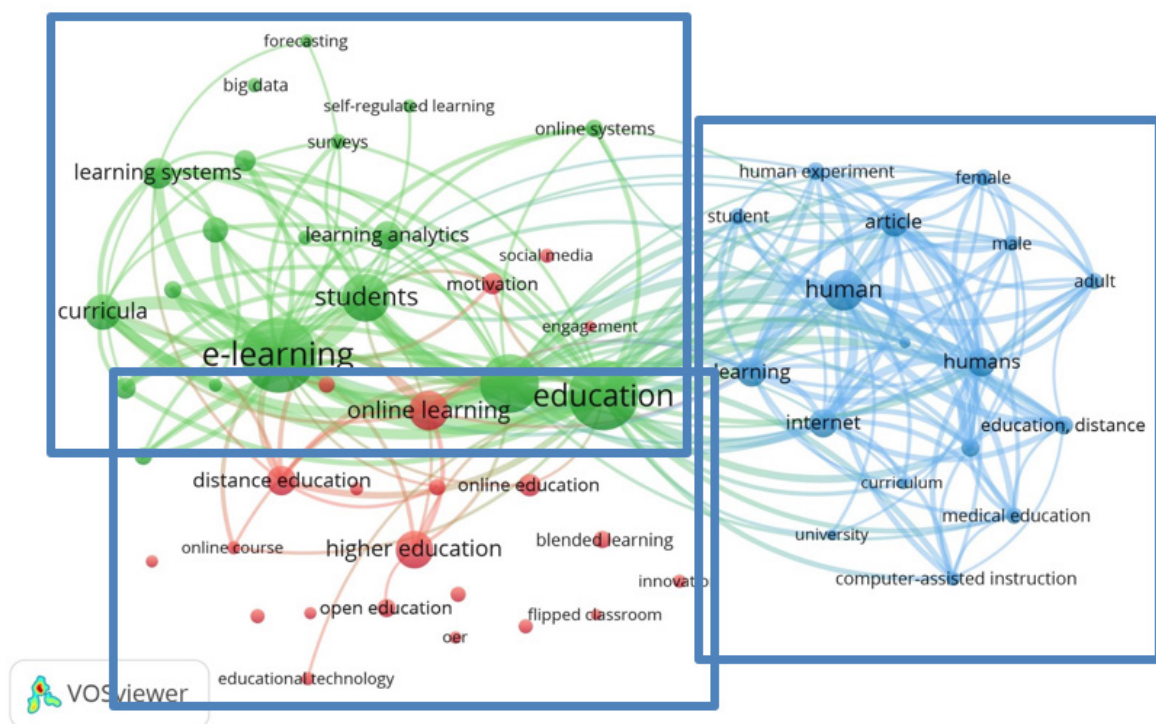 forecasting
big data
self-regulated learning
surveys
online systems
learning systems
learning analytics
social media
motivation
students
curricula
engagement
e-learning
education
online learning
human experiment
female
student
article
male
human
adult
learning
humans
internet
education, distance
curriculum
medical education
university
computer-assisted instruction
distance education
online education
online course
higher education
blended learning
innovatio
open education
flipped classroom
oer
educational technology
VOSviewer